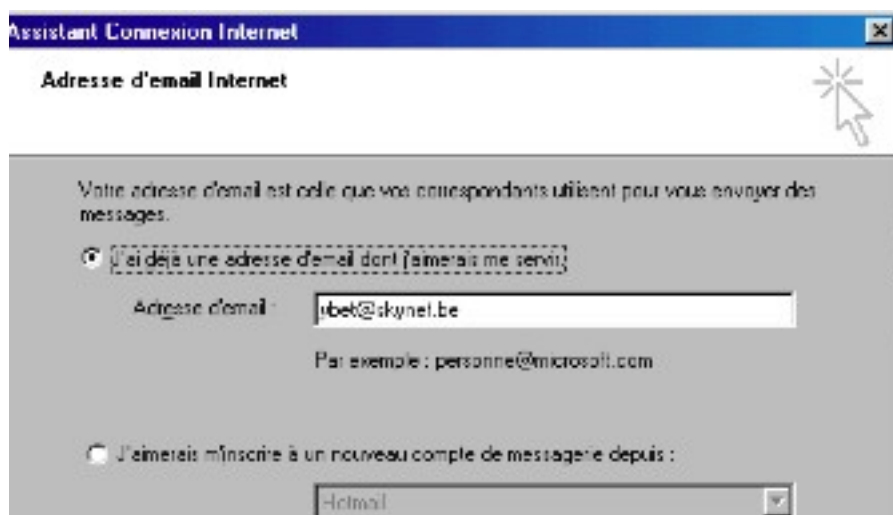 Assistant Connexion Internet
Adresse d'email Internet
Votre adresse d'email est celle que vos correspondants utilisent pour vous envoyer des
messages.
J'ai déjà une adresse d'email dont j'aimerais me servir
Adresse d'email :
ybet@skynet.be
Par exemple : personne@microsoft.com
J'aimerais m'inscrire à un nouveau compte de messagerie depuis :
Hotmail